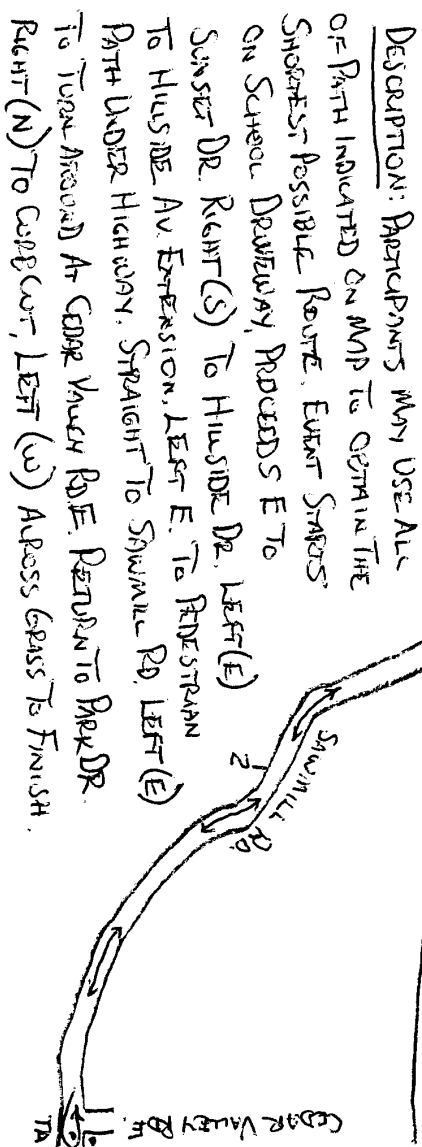 DESCRIPTION: PARTICIPANTS MAY USE ALL
OF PATH INDICATED ON MAP TO OBTAIN THE
SHORTEST POSSIBLE ROUTE. EVENT STARTS
ON SCHOOL DRIVEWAY, PROCEEDS E TO
SUNSET DR. RIGHT (S) TO HILLSIDE DR. LEFT (E)
TO HILLSIDE AV. EXTENSION. LEFT E. TO PEDESTRIAN
PATH UNDER HIGHWAY. STRAIGHT TO SAWMILL RD. LEFT (E)
TO TURN AROUND AT CEDAR VALLEY RD.E. RETURN TO PARK DR.
RIGHT (N) TO CURB CUT, LEFT (W) ACROSS GRASS TO FINISH.
SAWMILL RD.
2
CEDAR VALLEY RD E.
TA